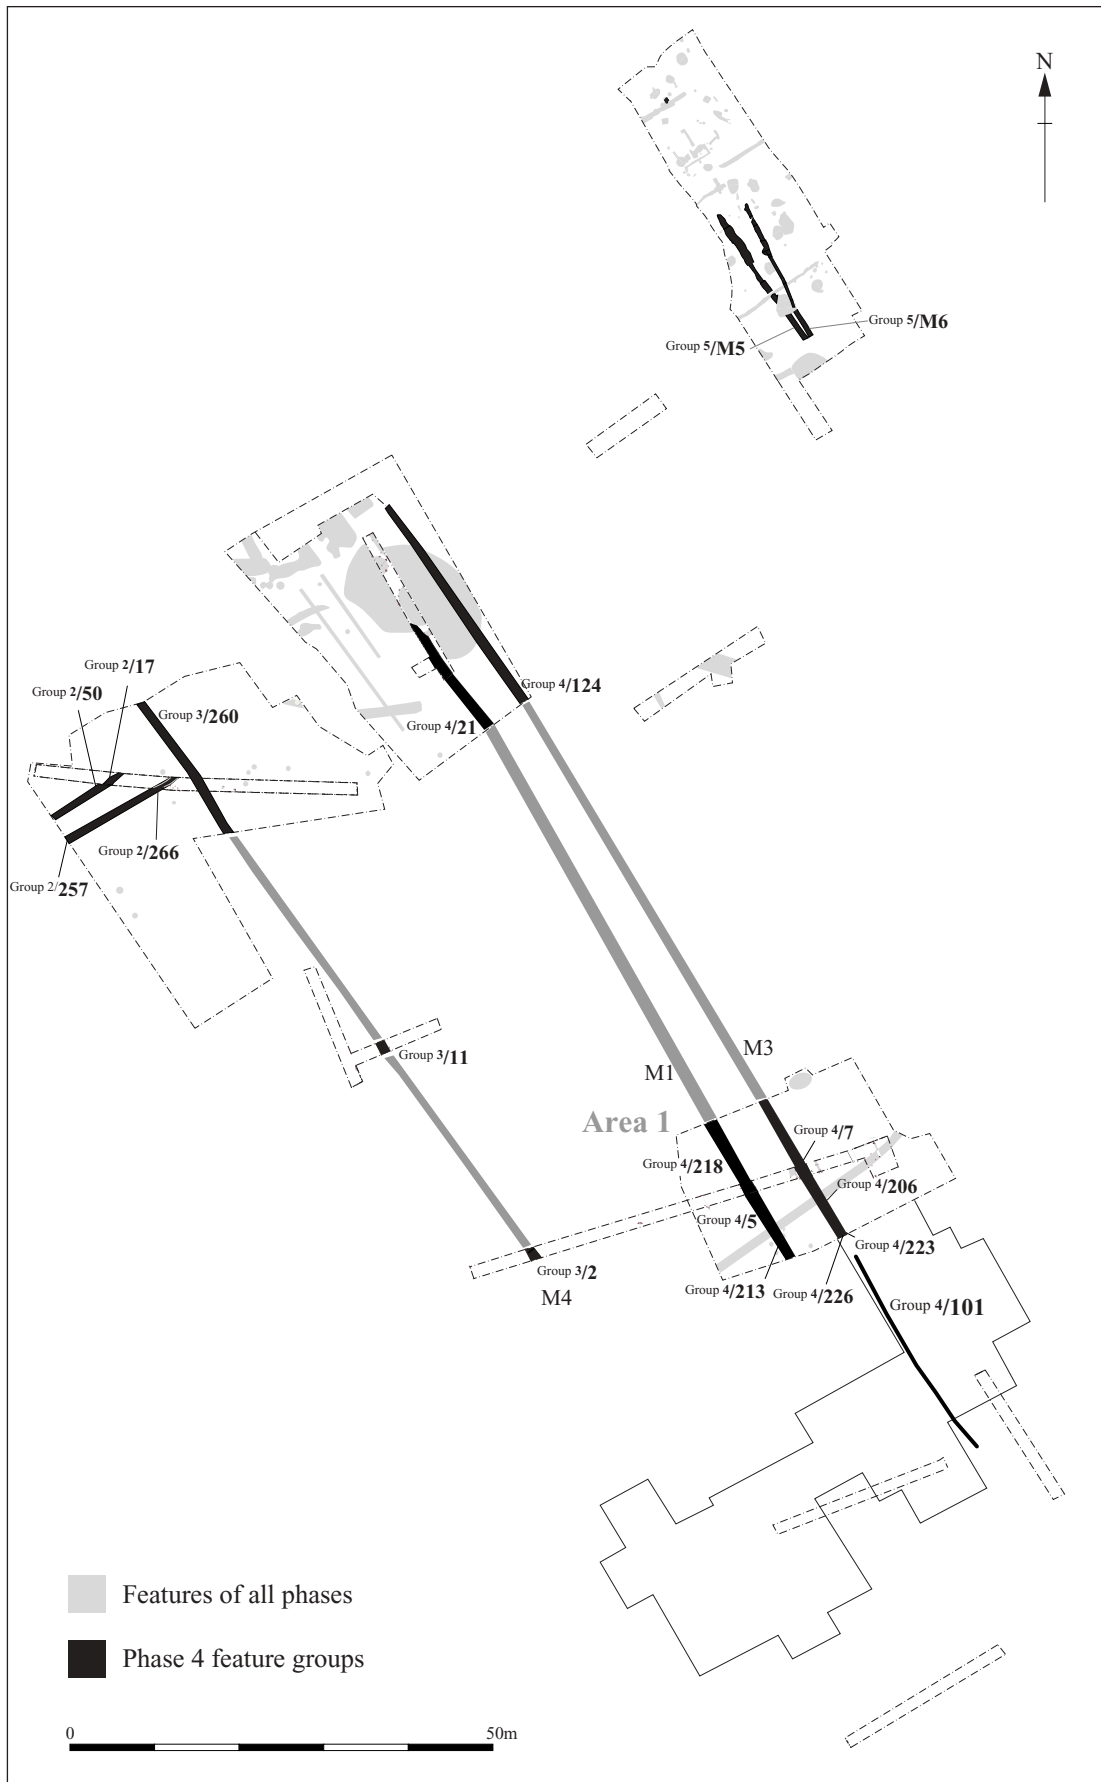 N
Group 5/M6
Group 5/M5
Group 2/17
Group 2/50
Group 3/260
Group 4/124
Group 4/21
Group 2/266
Group 2/257
Group 3/11
M3
M1
Area 1
Group 4/7
Group 4/218
Group 4/206
Group 4/5
Group 4/223
Group 3/2
Group 4/213
Group 4/226
M4
Group 4/101
Features of all phases
Phase 4 feature groups
0 50m